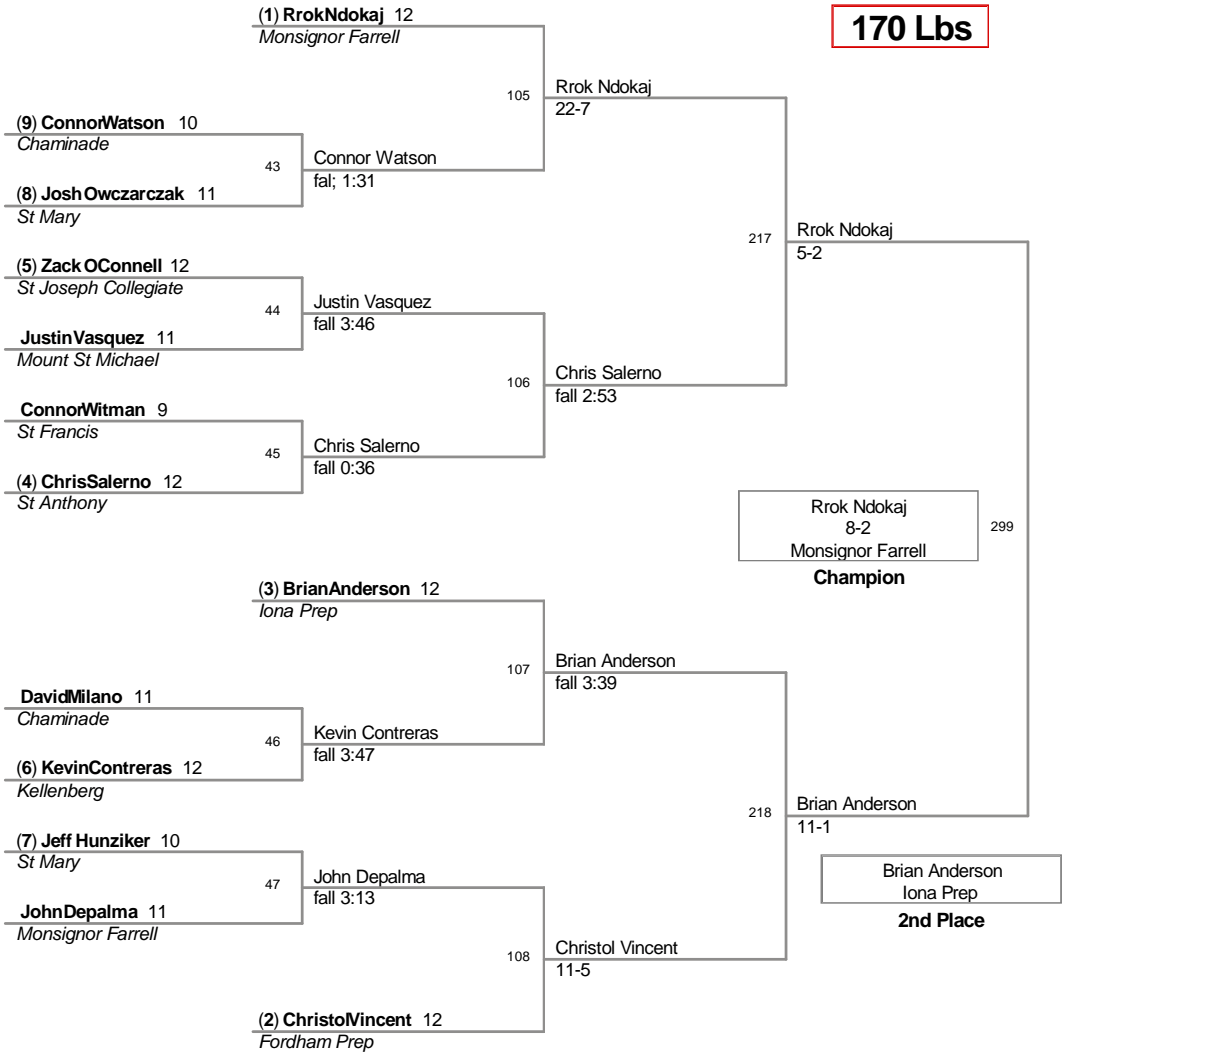 (1) RrokNdokaj 12
Monsignor Farrell
170 Lbs
105
Rrok Ndokaj
22-7
(9) ConnorWatson 10
Chaminade
43
Connor Watson
fal; 1:31
(8) Josh Owczarczak 11
St Mary
217
Rrok Ndokaj
5-2
(5) Zack OConnell 12
St Joseph Collegiate
44
Justin Vasquez
fall 3:46
JustinVasquez 11
Mount St Michael
106
Chris Salerno
fall 2:53
ConnorWitman 9
St Francis
45
Chris Salerno
fall 0:36
(4) ChrisSalerno 12
St Anthony
Rrok Ndokaj
8-2
Monsignor Farrell
299
Champion
(3) BrianAnderson 12
Iona Prep
107
Brian Anderson
fall 3:39
DavidMilano 11
Chaminade
46
Kevin Contreras
fall 3:47
(6) KevinContreras 12
Kellenberg
218
Brian Anderson
11-1
(7) Jeff Hunziker 10
St Mary
47
John Depalma
fall 3:13
JohnDepalma 11
Monsignor Farrell
Brian Anderson
Iona Prep
2nd Place
108
Christol Vincent
11-5
(2) ChristolVincent 12
Fordham Prep